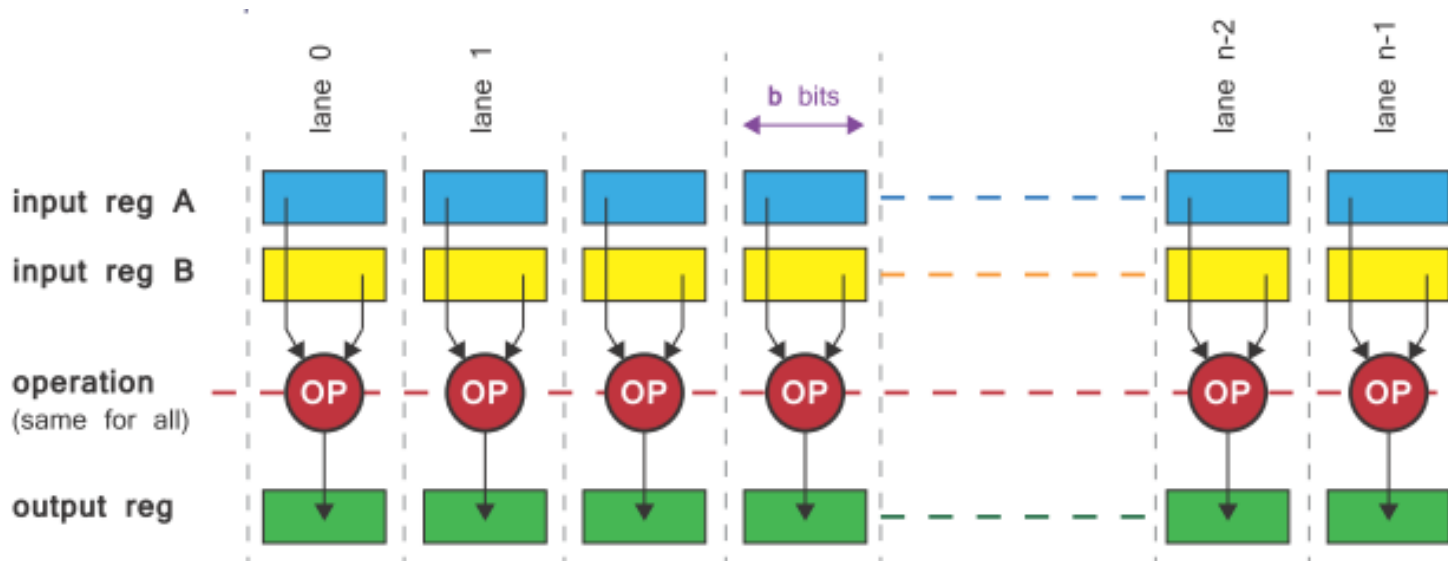 lane 0
lane 1
b bits
lane n-2
lane n-1
input reg A
input reg B
operation
(same for all)
OP OP OP OP OP OP
output reg